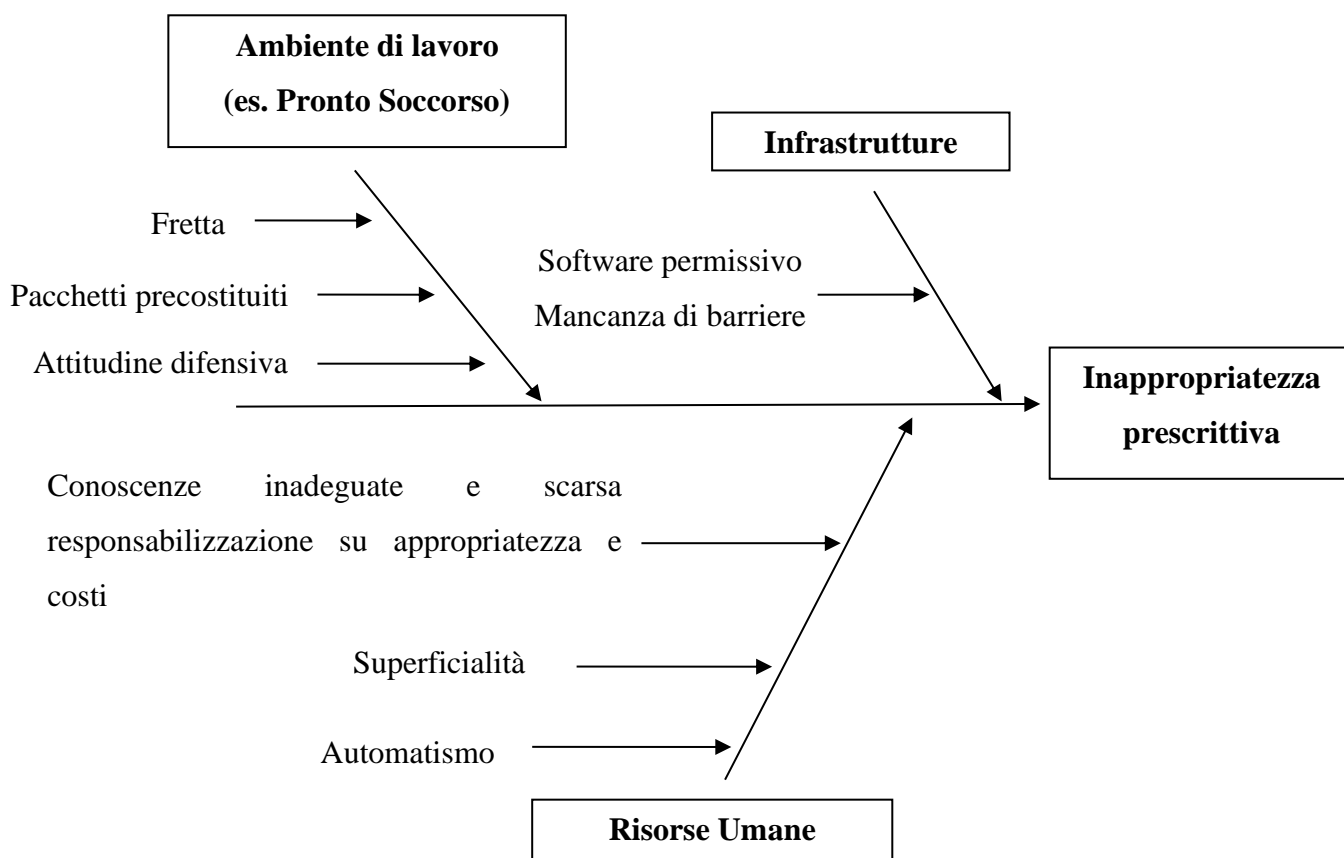 Ambiente di lavoro
(es. Pronto Soccorso)
Infrastrutture
Fretta
Software permissivo
Pacchetti precostituiti
Mancanza di barriere
Attitudine difensiva
Inappropriatezza
prescrittiva
Conoscenze inadeguate e scarsa
responsabilizzazione su appropriatezza e
costi
Superficialità
Automatismo
Risorse Umane